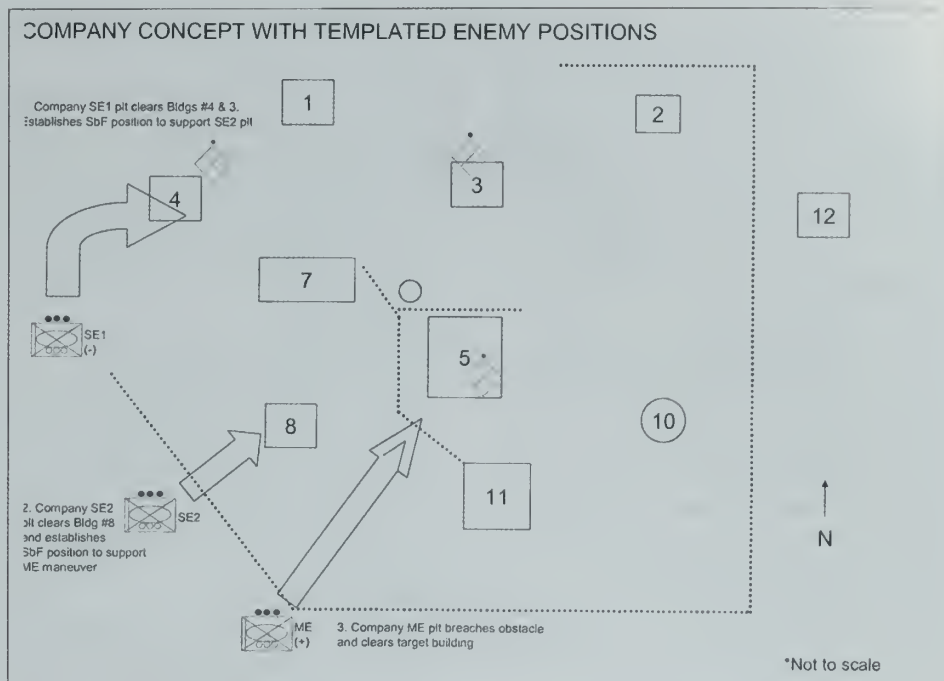 COMPANY CONCEPT WITH TEMPLATED ENEMY POSITIONS
Company SE1 plt clears Bldgs #4 & 3.
Establishes SbF position to support SE2 plt
1
2
3
4
12
7
SE1
(-)
5
8
10
11
2. Company SE2
plt clears Bldg #8
and establishes
SbF position to support
ME maneuver
SE2
N
ME
(+)
3. Company ME plt breaches obstacle
and clears target building
*Not to scale